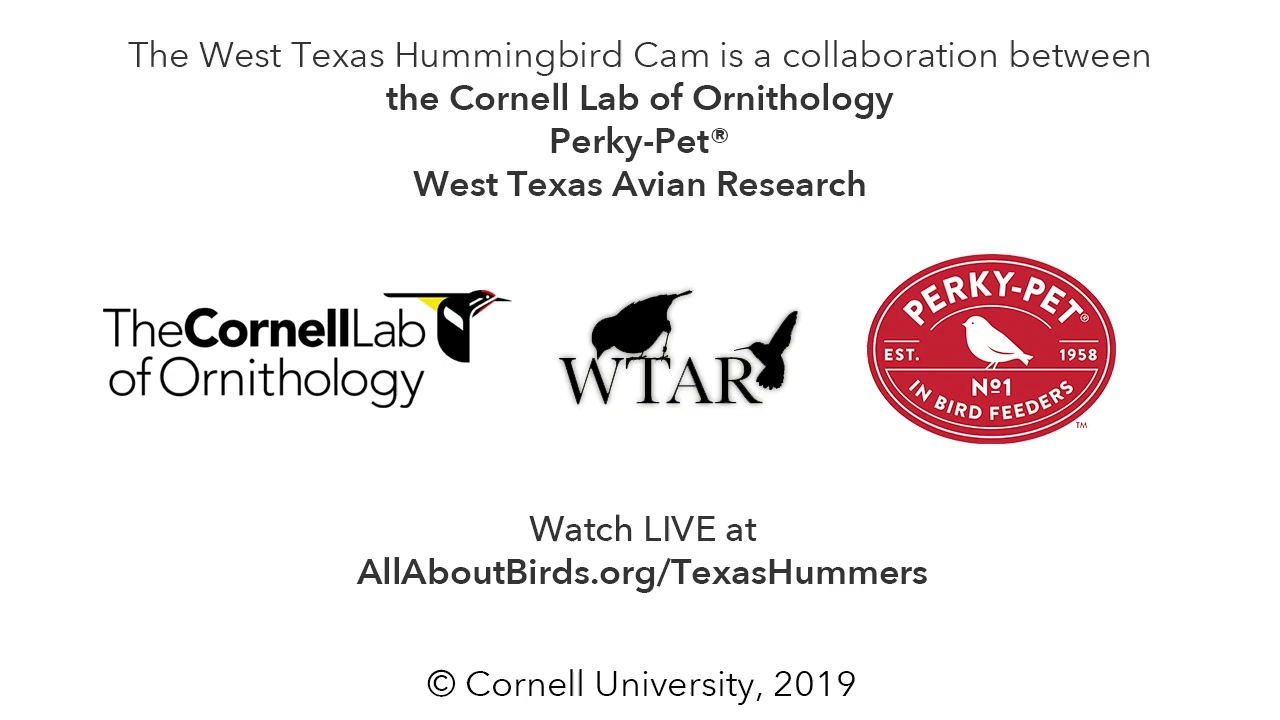 The West Texas Hummingbird Cam is a collaboration between
the Cornell Lab of Ornithology
Perky-Pet®
West Texas Avian Research
TheCornellLab
of Ornithology
WTAR
PERKY-PET®
EST. 1958
Nº1
IN BIRD FEEDERS
TM
Watch LIVE at
AllAboutBirds.org/TexasHummers
© Cornell University, 2019